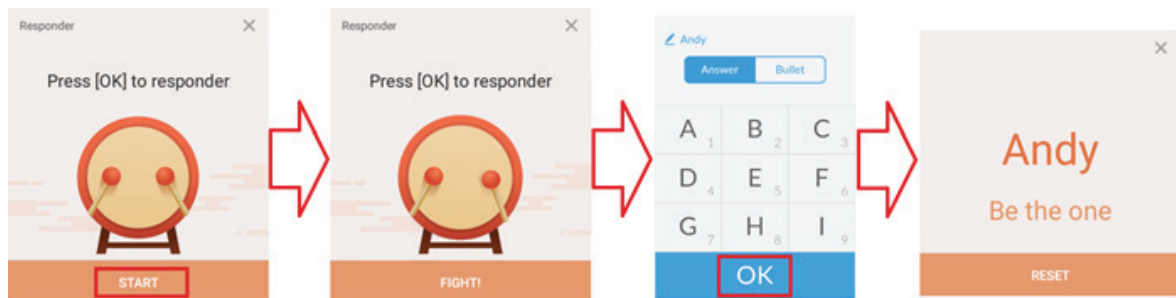 Responder ×
Press [OK] to responder
START
Responder ×
Press [OK] to responder
FIGHT!
Andy
Answer Bullet
A 1 B 2 C 3
D 4 E 5 F 6
G 7 H 8 I 9
OK
×
Andy
Be the one
RESET